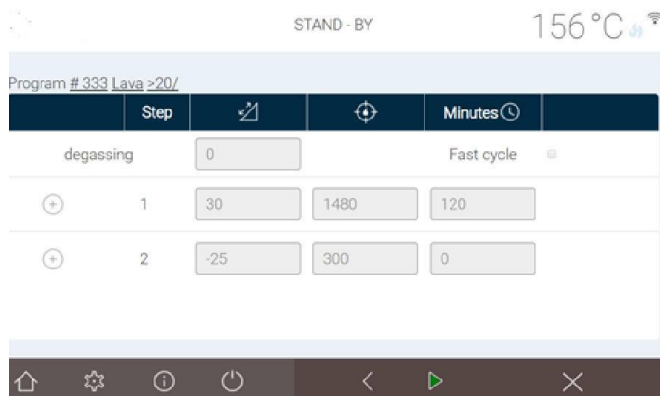 STAND - BY
156°C
Program # 333 Lava >20/
Step Minutes
degassing 0 Fast cycle
1 30 1480 120
2 -25 300 0